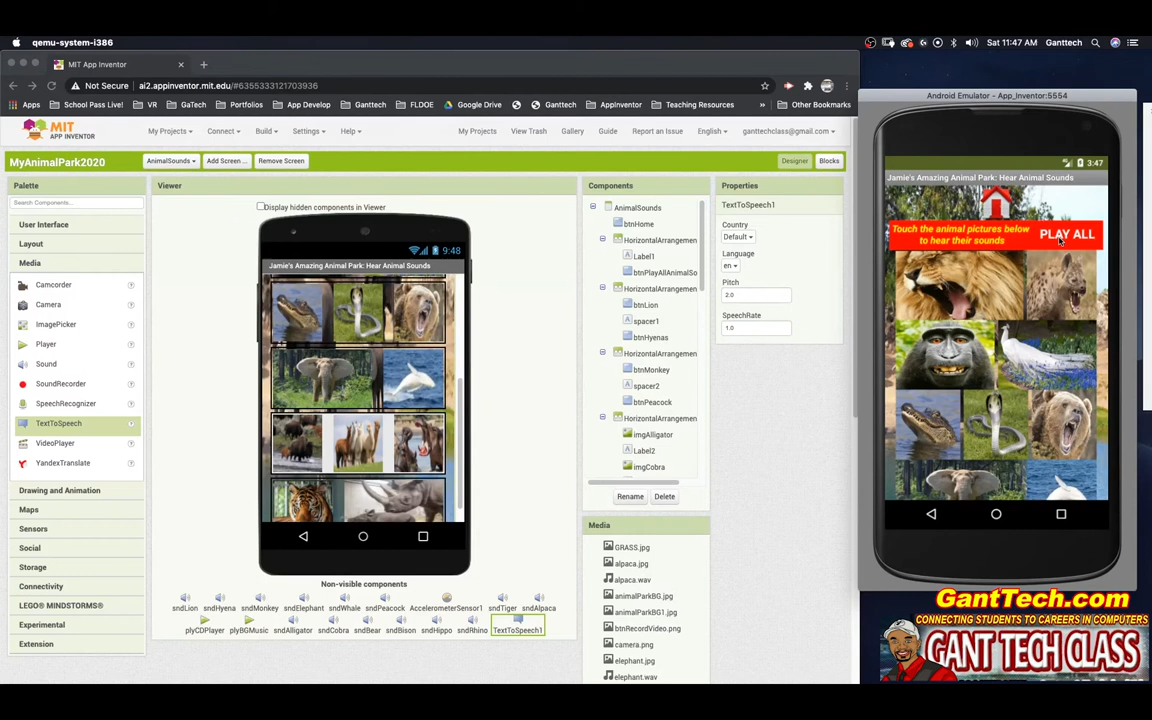 qemu-system-i386
Sat 11:47 AM Ganttech
MIT App Inventor
Not Secure ai2.appinventor.mit.edu/#6355333121703936
Apps School Pass Live! VR GaTech Portfolios App Develop Ganttech FLDOE Google Drive Ganttech AppInventor Teaching Resources » Other Bookmarks
MIT
APP INVENTOR
My Projects Connect Build Settings Help My Projects View Trash Gallery Guide Report an Issue English ganttechclass@gmail.com
MyAnimalPark2020
AnimalSounds Add Screen ... Remove Screen Designer Blocks
Palette
Search Components...
User Interface
Layout
Media
Camcorder ?
Camera ?
ImagePicker ?
Player ?
Sound ?
SoundRecorder ?
SpeechRecognizer ?
TextToSpeech ?
VideoPlayer ?
YandexTranslate ?
Drawing and Animation
Maps
Sensors
Social
Storage
Connectivity
LEGO® MINDSTORMS®
Experimental
Extension
Viewer
Display hidden components in Viewer
9:48
Jamie's Amazing Animal Park: Hear Animal Sounds
Non-visible components
sndLion sndHyena sndMonkey sndElephant sndWhale sndPeacock AccelerometerSensor1 sndTiger sndAlpaca
plyCDPlayer plyBGMusic sndAlligator sndCobra sndBear sndBison sndHippo sndRhino TextToSpeech1
Components
AnimalSounds
btnHome
HorizontalArrangemen
Label1
btnPlayAllAnimalSo
HorizontalArrangemen
btnLion
spacer1
btnHyenas
HorizontalArrangemen
btnMonkey
spacer2
btnPeacock
HorizontalArrangemen
imgAlligator
Label2
imgCobra
Rename Delete
Media
GRASS.jpg
alpaca.jpg
alpaca.wav
animalParkBG.jpg
animalParkBG1.jpg
btnRecordVideo.png
camera.png
elephant.jpg
elephant.wav
Properties
TextToSpeech1
Country
Default
Language
en
Pitch
2.0
SpeechRate
1.0
Android Emulator - App_Inventor:5554
3:47
Jamie's Amazing Animal Park: Hear Animal Sounds
Touch the animal pictures below
to hear their sounds
PLAY ALL
GantTech.com
CONNECTING STUDENTS TO CAREERS IN COMPUTERS
GANT TECH CLASS